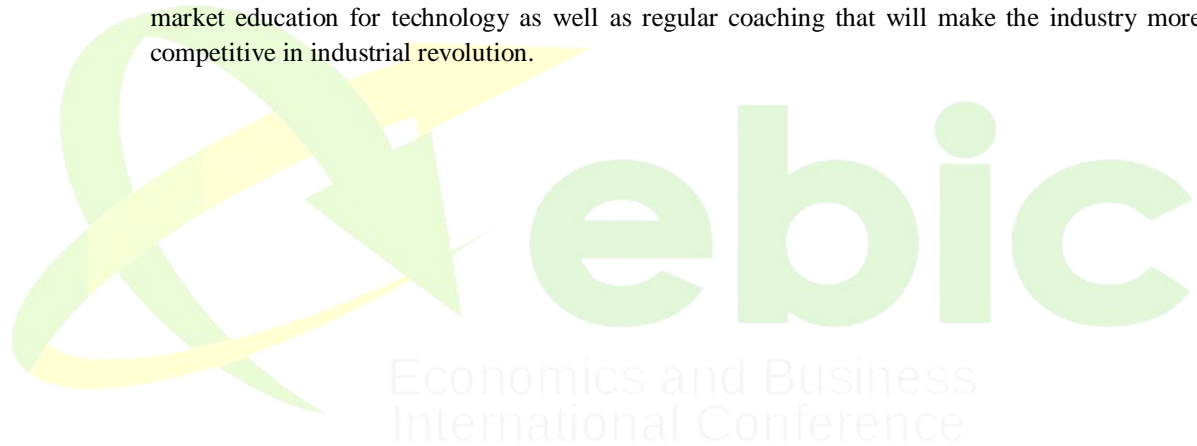 market education for technology as well as regular coaching that will make the industry more
competitive in industrial revolution.
ebic
Economics and Business
International Conference